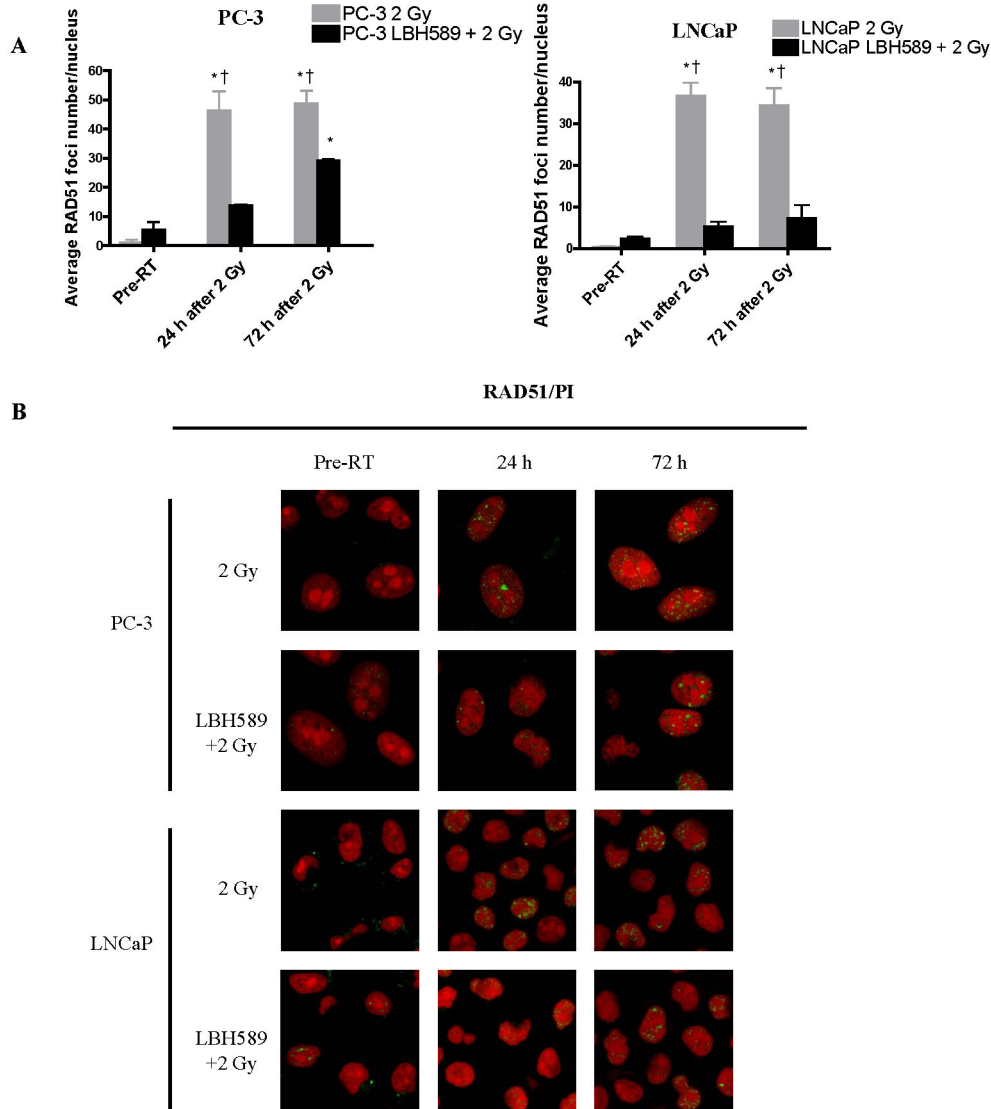 A
PC-3
PC-3 2 Gy
PC-3 LBH589 + 2 Gy
Average RAD51 foci number/nucleus
60
50
40
30
20
10
0
*†
*†
*
Pre-RT
24 h after 2 Gy
72 h after 2 Gy
LNCaP
LNCaP 2 Gy
LNCaP LBH589 + 2 Gy
Average RAD51 foci number/nucleus
40
30
20
10
0
*†
*†
Pre-RT
24 h after 2 Gy
72 h after 2 Gy
B
RAD51/PI
Pre-RT 24 h 72 h
PC-3
2 Gy
LBH589
+2 Gy
LNCaP
2 Gy
LBH589
+2 Gy